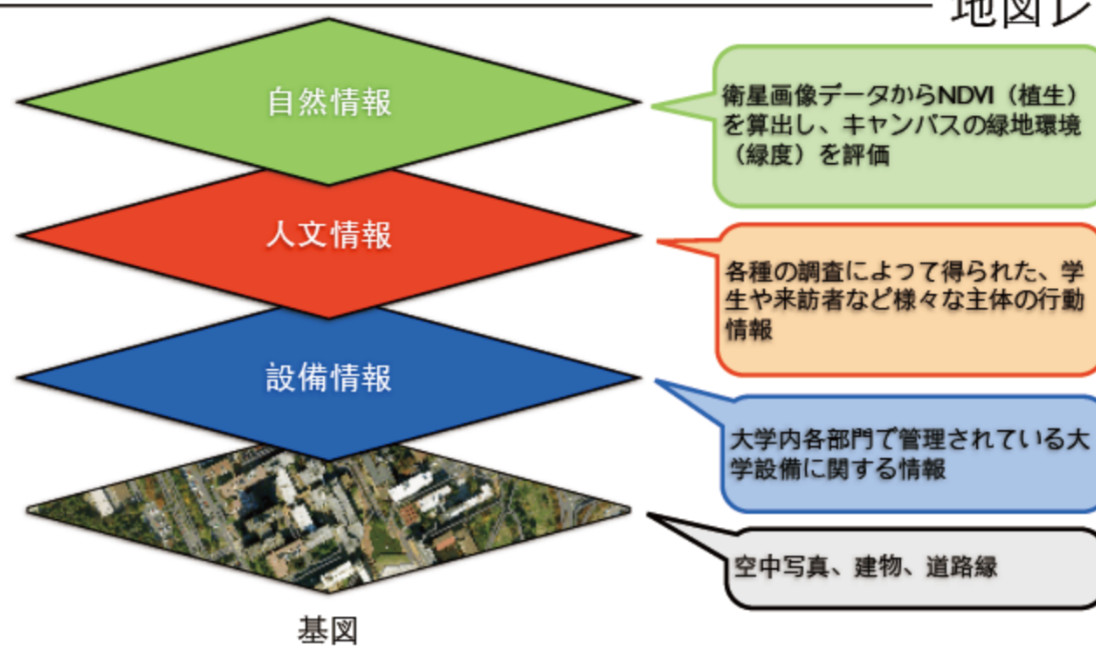 地図レ
自然情報
衛星画像データからNDVI（植生）
を算出し、キャンパスの緑地環境
（緑度）を評価
人文情報
各種の調査によって得られた、学
生や来訪者など様々な主体の行動
情報
設備情報
大学内各部門で管理されている大
学設備に関する情報
空中写真、建物、道路縁
基図